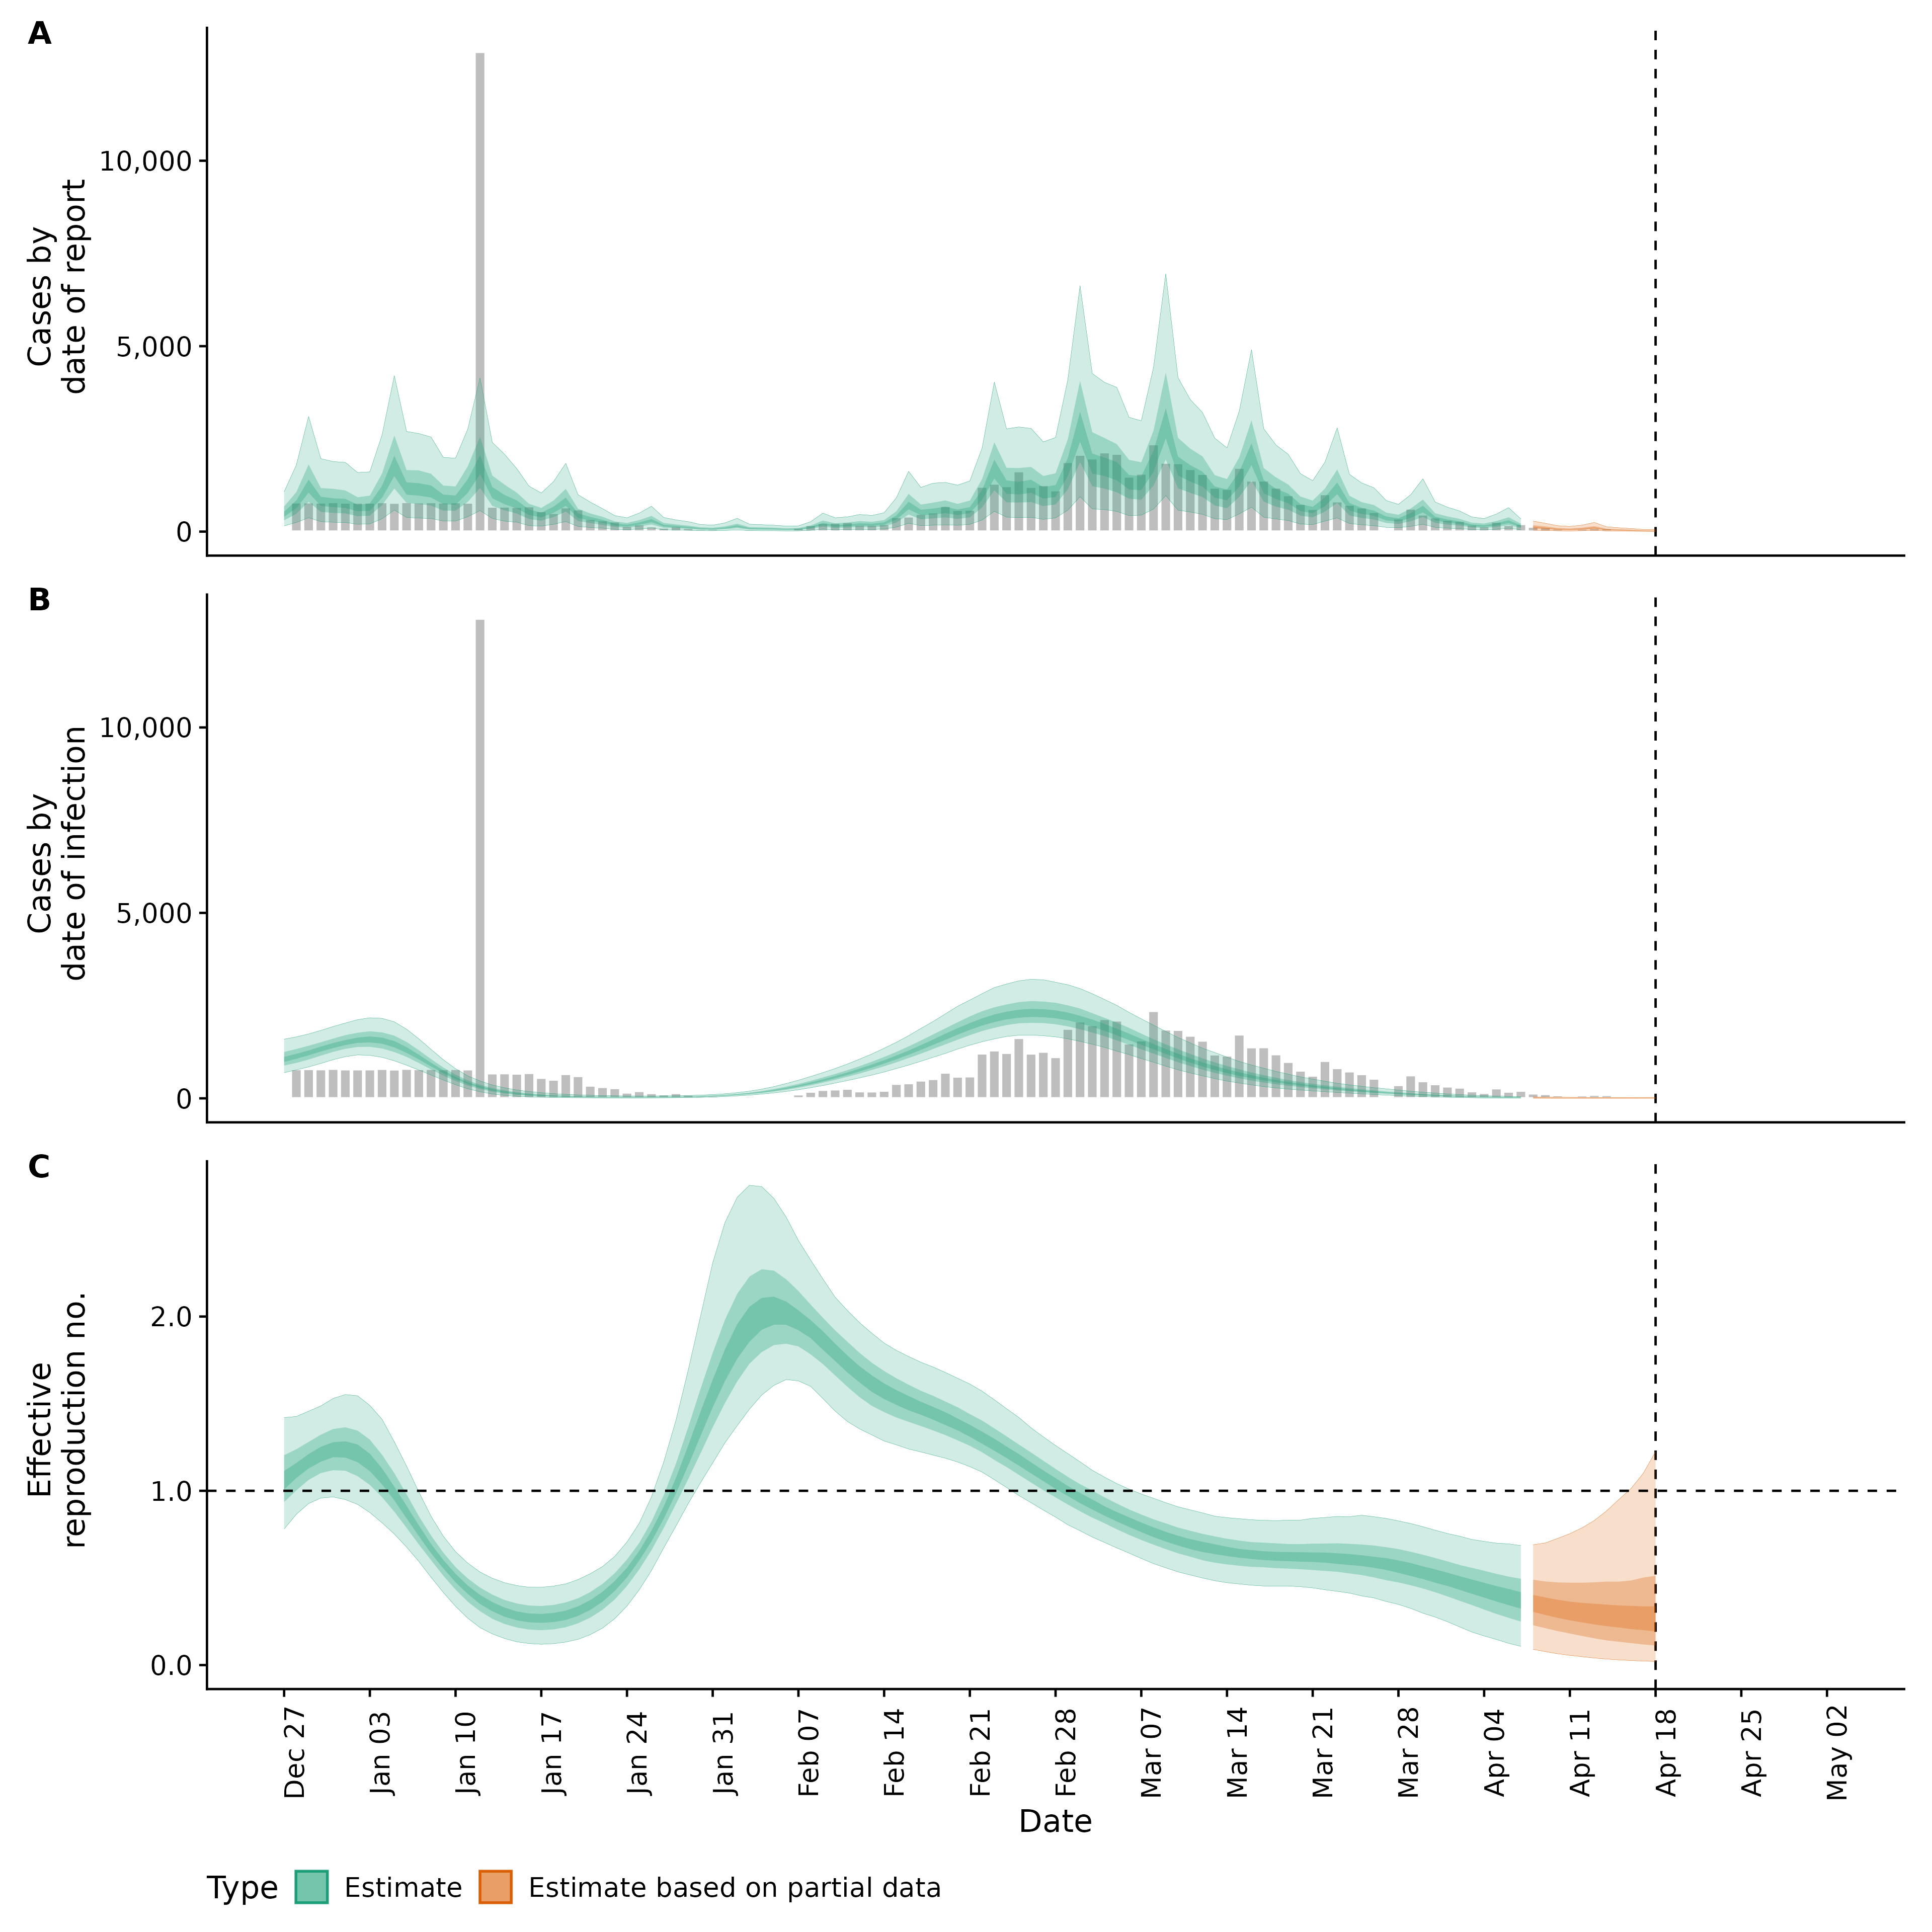 A
Cases by
date of report
10,000
5,000
0
B
Cases by
date of infection
10,000
5,000
0
C
Effective
reproduction no.
2.0
1.0
0.0
Dec 27
Jan 03
Jan 10
Jan 17
Jan 24
Jan 31
Feb 07
Feb 14
Feb 21
Feb 28
Mar 07
Mar 14
Mar 21
Mar 28
Apr 04
Apr 11
Apr 18
Apr 25
May 02
Date
Type Estimate Estimate based on partial data